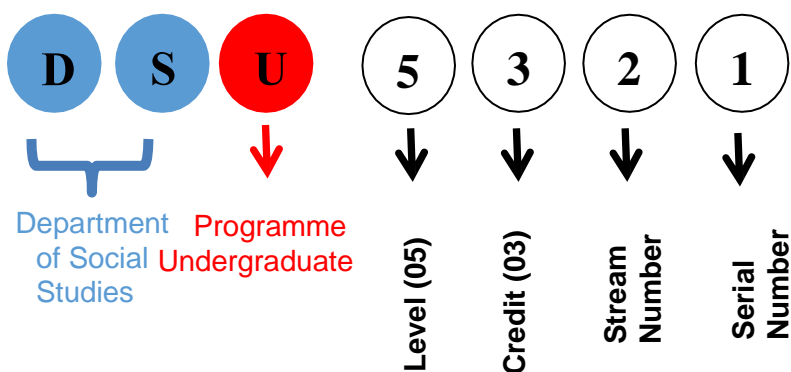 D S U 5 3 2 1
Department of Social Studies
Programme Undergraduate
Level (05)
Credit (03)
Stream Number
Serial Number